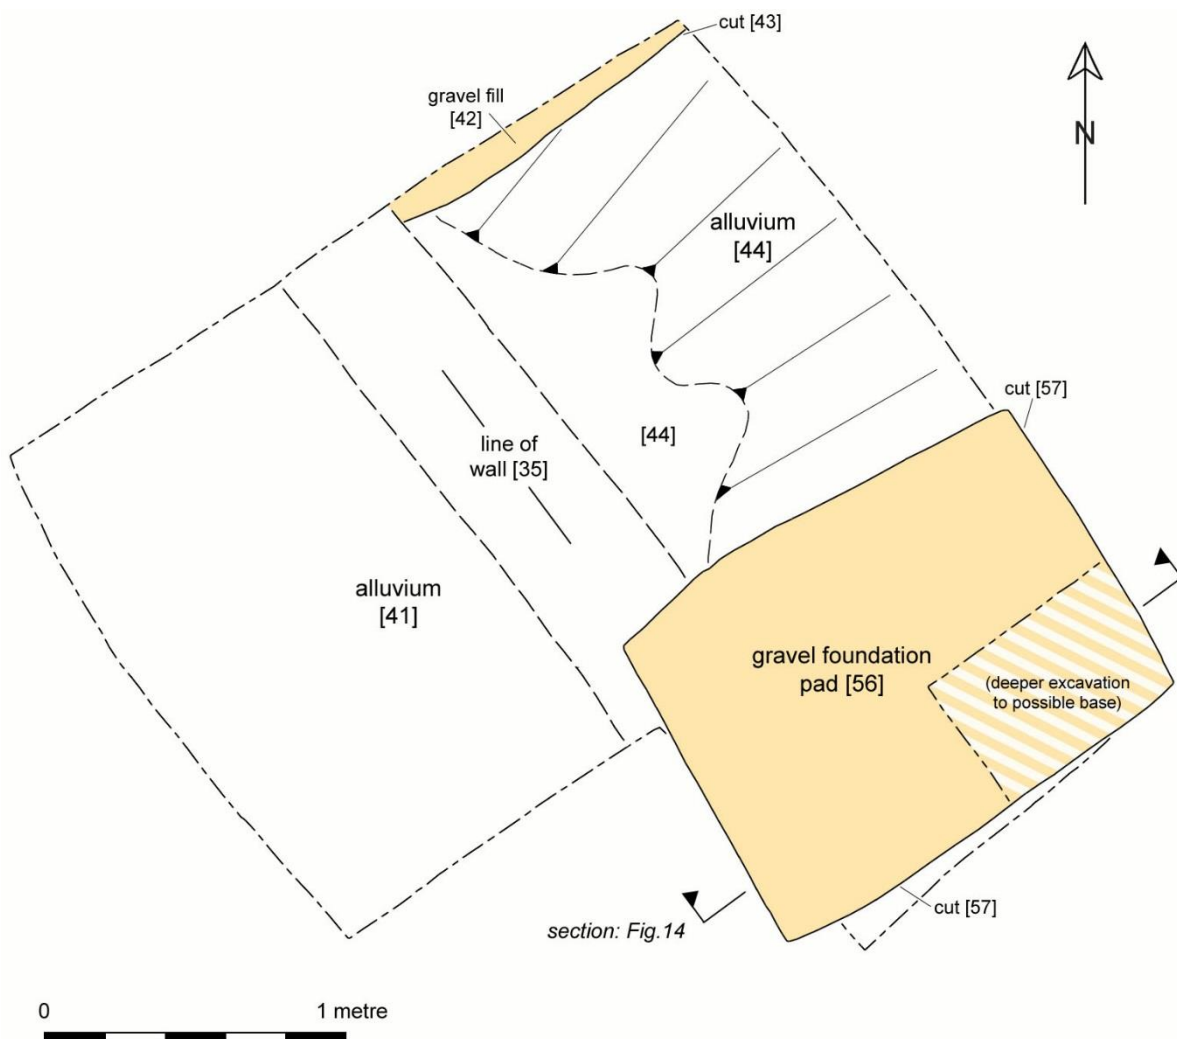 cut [43]
gravel fill
[42]
N
alluvium
[44]
cut [57]
line of
wall [35]
[44]
alluvium
[41]
gravel foundation
pad [56]
(deeper excavation
to possible base)
cut [57]
section: Fig.14
0 1 metre